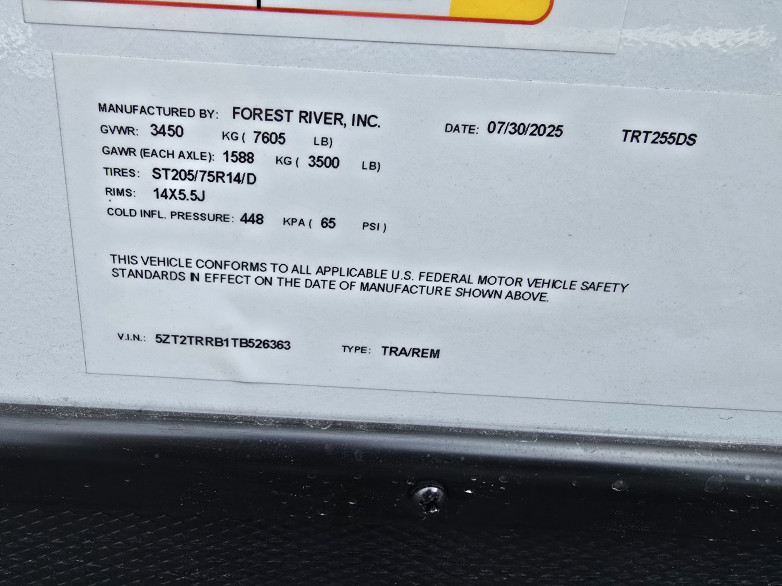 MANUFACTURED BY: FOREST RIVER, INC. DATE: 07/30/2025 TRT255DS
GVWR: 3450 KG ( 7605 LB)
GAWR (EACH AXLE): 1588 KG ( 3500 LB)
TIRES: ST205/75R14/D
RIMS: 14X5.5J
COLD INFL. PRESSURE: 448 KPA ( 65 PSI )
THIS VEHICLE CONFORMS TO ALL APPLICABLE U.S. FEDERAL MOTOR VEHICLE SAFETY
STANDARDS IN EFFECT ON THE DATE OF MANUFACTURE SHOWN ABOVE.
V.I.N.: 5ZT2TRRB1TB526363 TYPE: TRA/REM